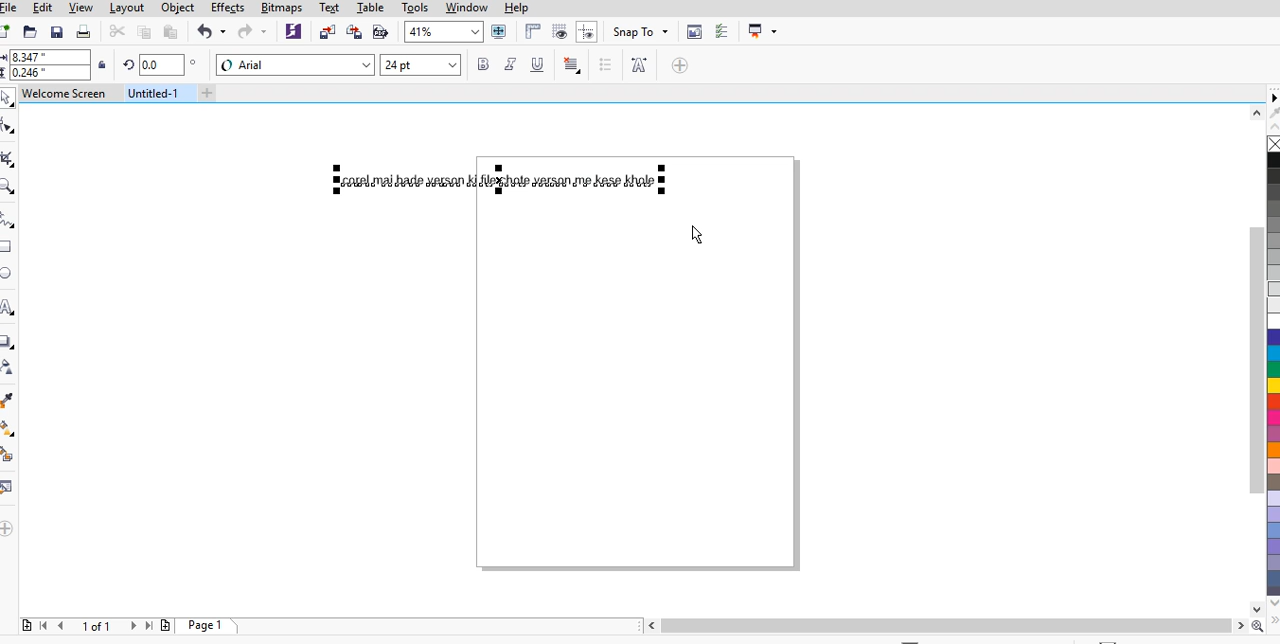 File Edit View Layout Object Effects Bitmaps Text Table Tools Window Help
41% Snap To
8.347 "
0.246 "
0.0 ° Arial 24 pt B I U
Welcome Screen Untitled-1
corel mai bade verson ki file chote verson me kese khole
1 of 1 Page 1